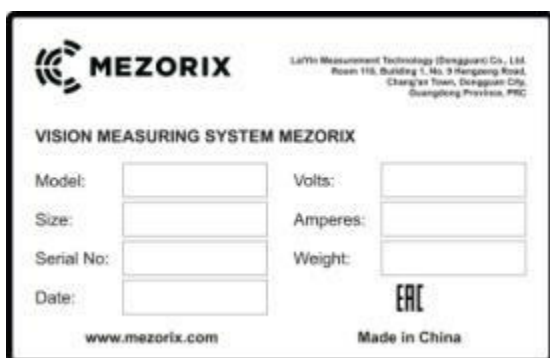 MEZORIX
LaiYin Measurement Technology (Dongguan) Co., Ltd.
Room 110, Building 1, No. 9 Hengzeng Road,
Chang'an Town, Dongguan City,
Guangdong Province, PRC
VISION MEASURING SYSTEM MEZORIX
Model:
Volts:
Size:
Amperes:
Serial No:
Weight:
Date:
EAC
www.mezorix.com
Made in China